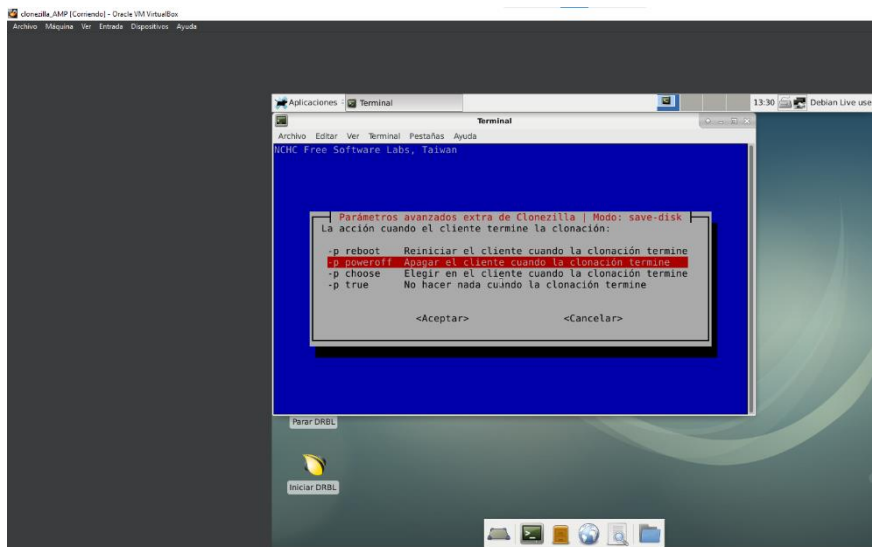 clonezilla_AMP [Corriendo] - Oracle VM VirtualBox
Archivo Máquina Ver Entrada Dispositivos Ayuda
Aplicaciones Terminal 13:30 Debian Live use
Terminal
Archivo Editar Ver Terminal Pestañas Ayuda
NCHC Free Software Labs, Taiwan
Parámetros avanzados extra de Clonezilla | Modo: save-disk
La acción cuando el cliente termine la clonación:
-p reboot Reiniciar el cliente cuando la clonación termine
-p poweroff Apagar el cliente cuando la clonación termine
-p choose Elegir en el cliente cuando la clonación termine
-p true No hacer nada cuando la clonación termine
<Aceptar> <Cancelar>
Parar DRBL
Iniciar DRBL